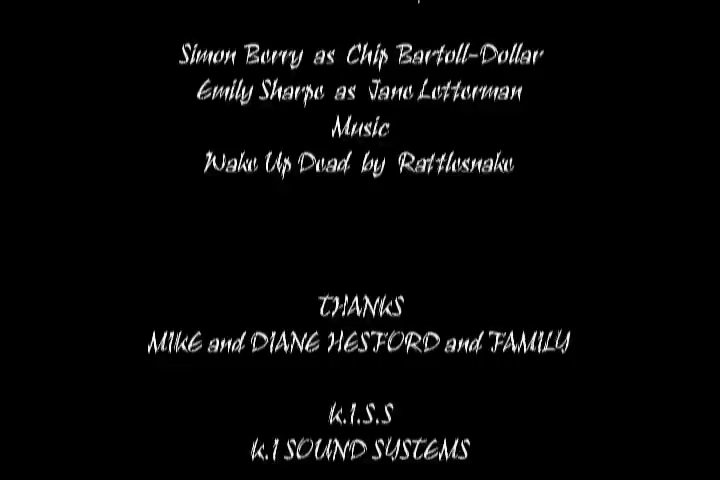 Simon Berry as Chip Bartoll-Dollar
Emily Sharpe as Jane Letterman
Music
Wake Up Dead by Rattlesnake
THANKS
MIKE and DIANE HESFORD and FAMILY
K.I.S.S
K.I SOUND SYSTEMS